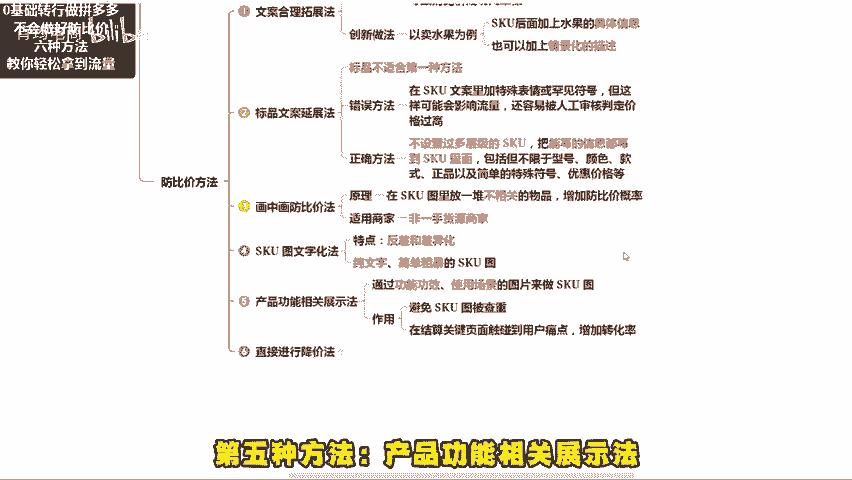 0基础转行做拼多多
不会做好防比价
六种方法
教你轻松拿到流量
防比价方法
① 文案合理拓展法
创新做法
以卖水果为例
SKU后面加上水果的具体信息
也可以加上情景化的描述
② 标品文案延展法
标品不适合第一种方法
错误方法
在 SKU 文案里加特殊表情或罕见符号，但这
样可能会影响流量，还容易被人工审核判定价
格过高
正确方法
不设置过多层级的 SKU，把能写的信息都写
到 SKU 里面，包括但不限于型号、颜色、款
式、正品以及简单的特殊符号、优惠价格等
③ 画中画防比价法
原理
在 SKU 图里放一堆不相关的物品，增加防比价概率
适用商家
非一手货源商家
④ SKU 图文字化法
特点：反差和差异化
纯文字、简单粗暴的 SKU 图
⑤ 产品功能相关展示法
通过功能功效、使用场景的图片来做 SKU 图
作用
避免 SKU 图被查重
在结算关键页面触碰到用户痛点，增加转化率
⑥ 直接进行降价法
第五种方法：产品功能相关展示法